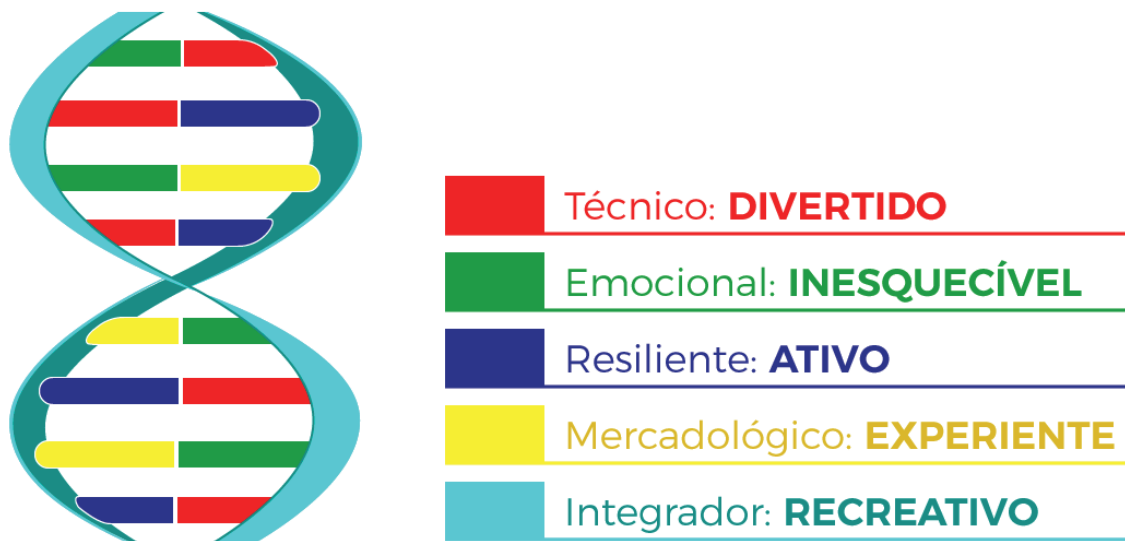 Técnico: DIVERTIDO
Emocional: INESQUECÍVEL
Resiliente: ATIVO
Mercadológico: EXPERIENTE
Integrador: RECREATIVO